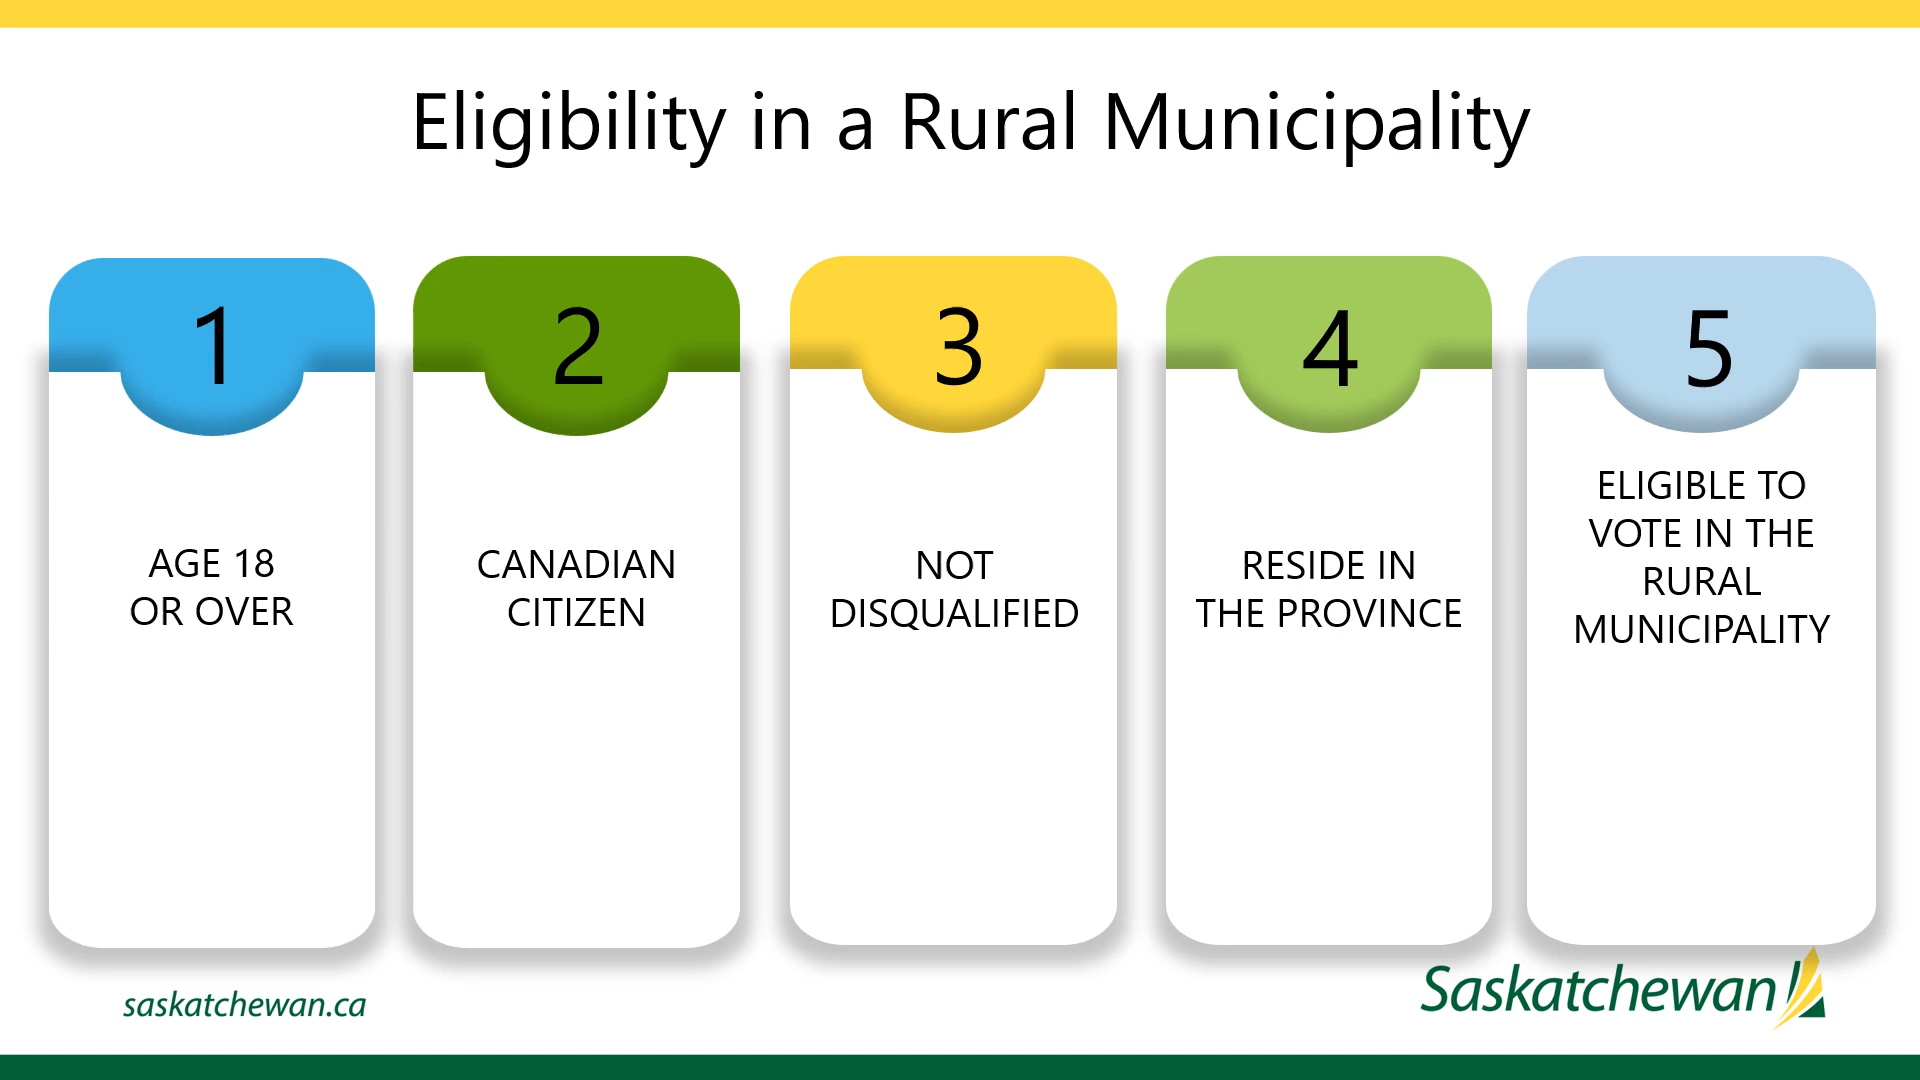 Eligibility in a Rural Municipality
1
AGE 18
OR OVER
2
CANADIAN
CITIZEN
3
NOT
DISQUALIFIED
4
RESIDE IN
THE PROVINCE
5
ELIGIBLE TO
VOTE IN THE
RURAL
MUNICIPALITY
saskatchewan.ca
Saskatchewan